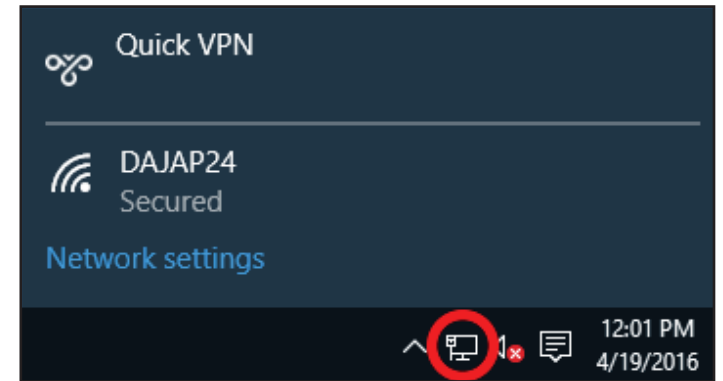 Quick VPN
DAJAP24
Secured
Network settings
12:01 PM
4/19/2016